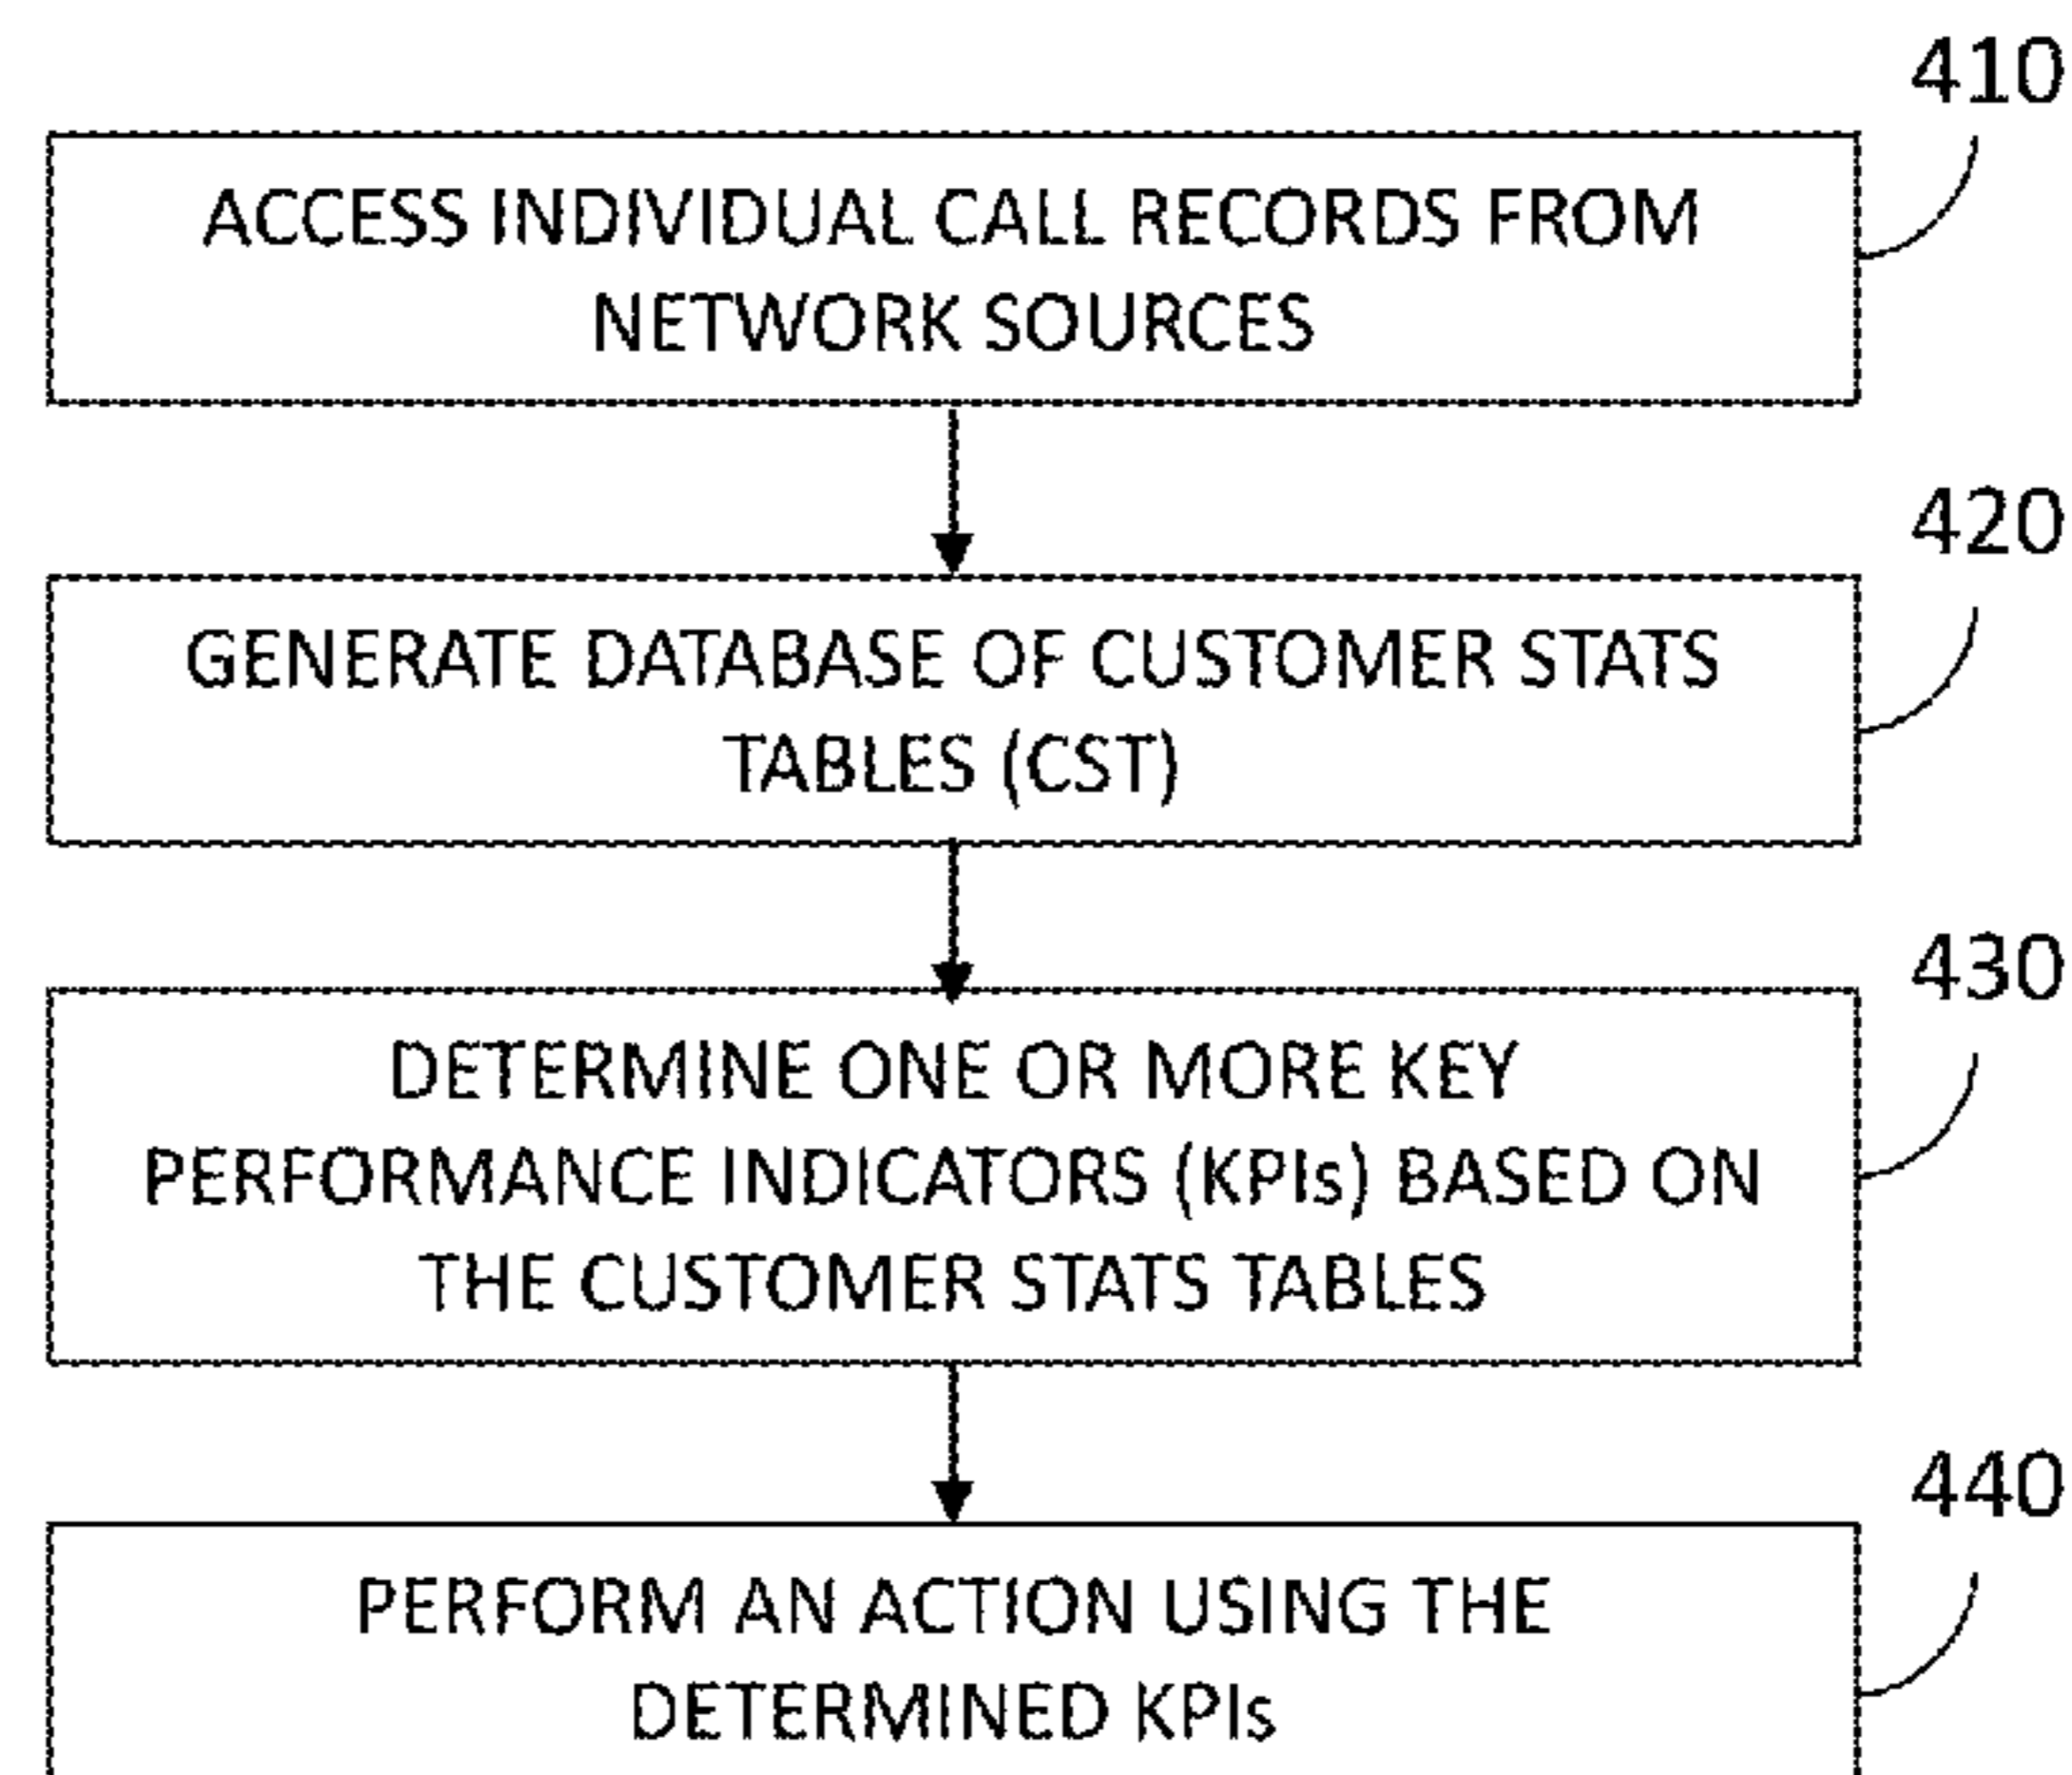 410
ACCESS INDIVIDUAL CALL RECORDS FROM
NETWORK SOURCES
420
GENERATE DATABASE OF CUSTOMER STATS
TABLES (CST)
430
DETERMINE ONE OR MORE KEY
PERFORMANCE INDICATORS (KPIs) BASED ON
THE CUSTOMER STATS TABLES
440
PERFORM AN ACTION USING THE
DETERMINED KPIs